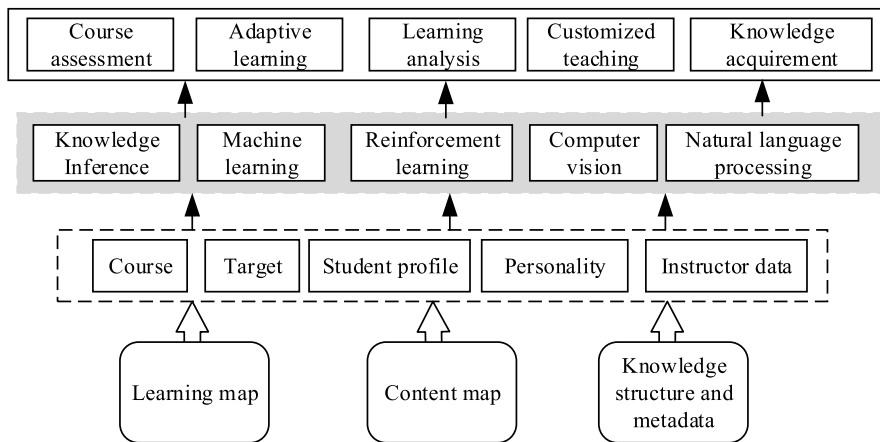 Course
assessment
Adaptive
learning
Learning
analysis
Customized
teaching
Knowledge
acquirement
Knowledge
Inference
Machine
learning
Reinforcement
learning
Computer
vision
Natural language
processing
Course
Target
Student profile
Personality
Instructor data
Learning map
Content map
Knowledge
structure and
metadata